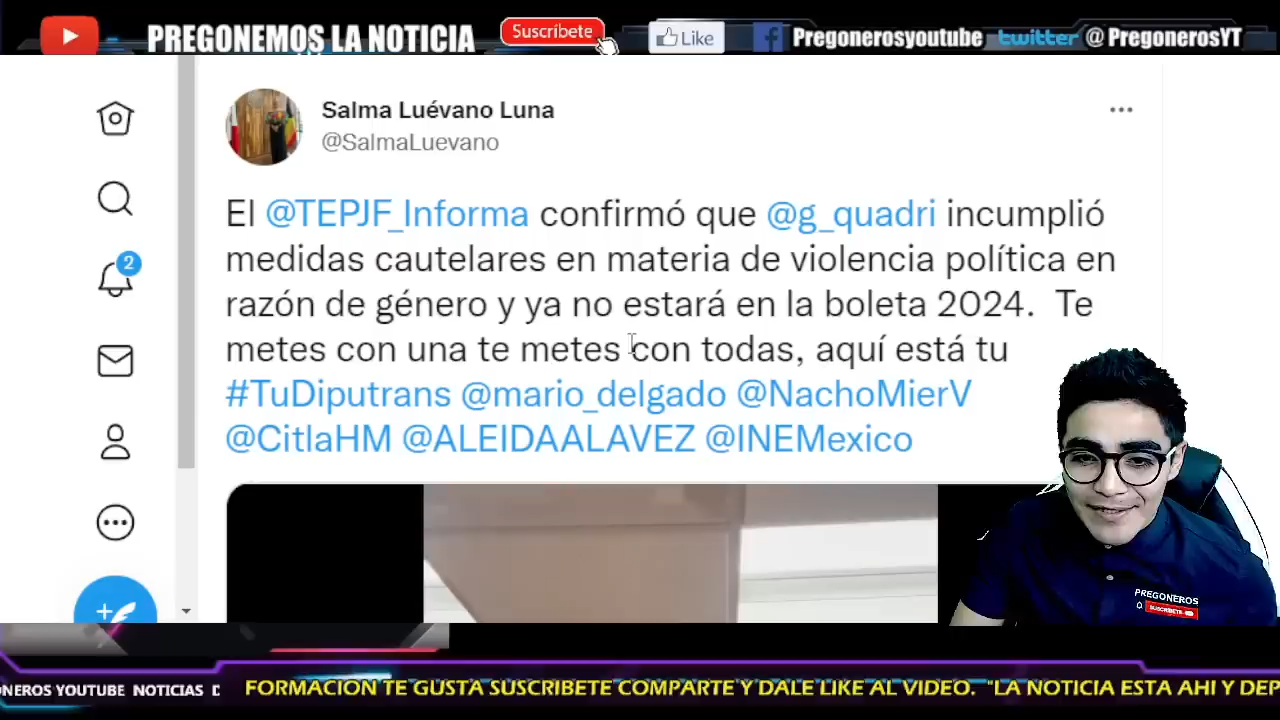 PREGONEMOS LA NOTICIA
Suscríbete
Like
Pregonerosyoutube
twitter @PregonerosYT
Salma Luévano Luna
@SalmaLuevano
2
El @TEPJF_Informa confirmó que @g_quadri incumplió
medidas cautelares en materia de violencia política en
razón de género y ya no estará en la boleta 2024. Te
metes con una te metes con todas, aquí está tu
#TuDiputrans @mario_delgado @NachoMierV
@CitlaHM @ALEIDAALAVEZ @INEMexico
PREGONEROS
SUSCRIBETE
NEROS YOUTUBE NOTICIAS D
FORMACION TE GUSTA SUSCRIBETE COMPARTE Y DALE LIKE AL VIDEO. "LA NOTICIA ESTA AHI Y DEP